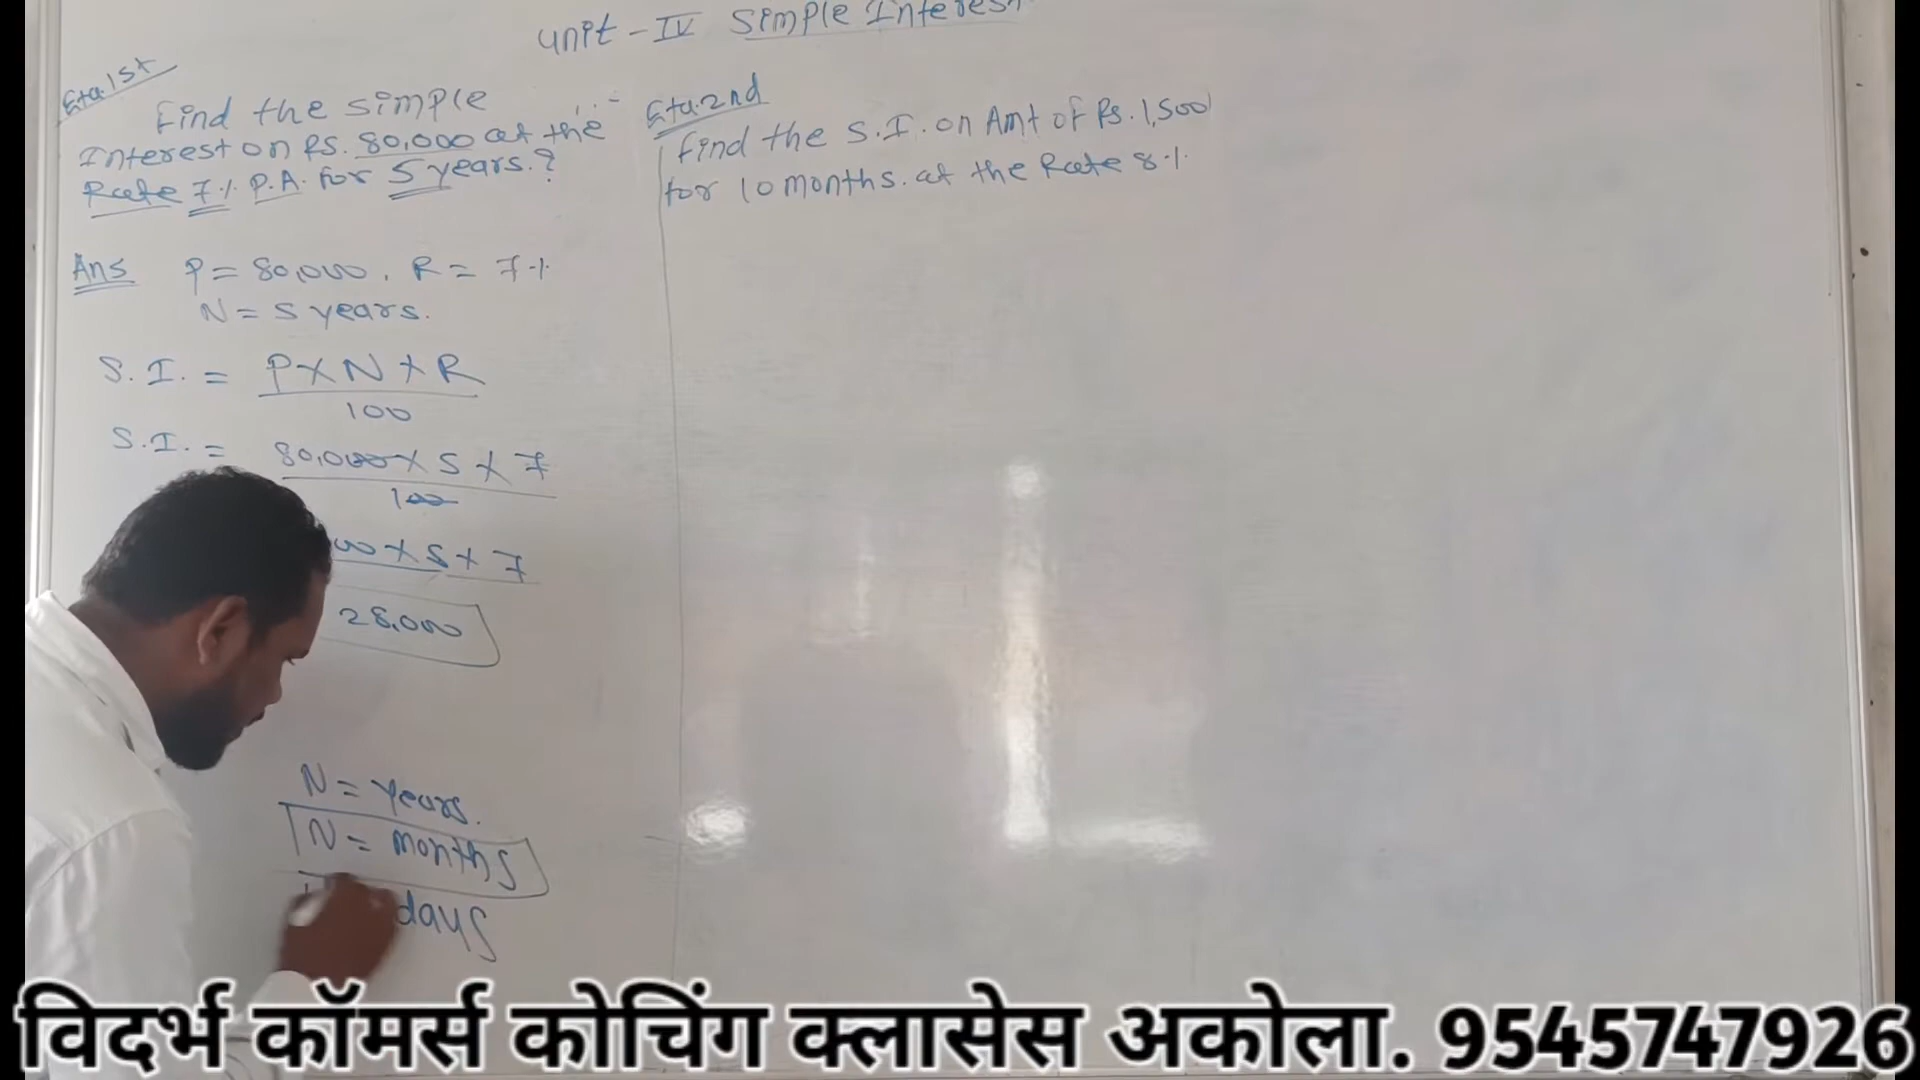 Unit - IV Simple Interest
Eta.1st
Find the simple
Interest on Rs. 80,000 at the
Rate 7% P.A. for 5 years.?
Ans P = 80,000, R = 7%
N = 5 years.
S.I. = P × N × R
100
S.I. = 80,000 × 5 × 7
100
00 × 5 × 7
28,000
N = years.
N = months
days
Eta.2nd
Find the S.I. on Amt of Rs. 1,500
for 10 months. at the Rate 8%
विदर्भ कॉमर्स कोचिंग क्लासेस अकोला. 9545747926